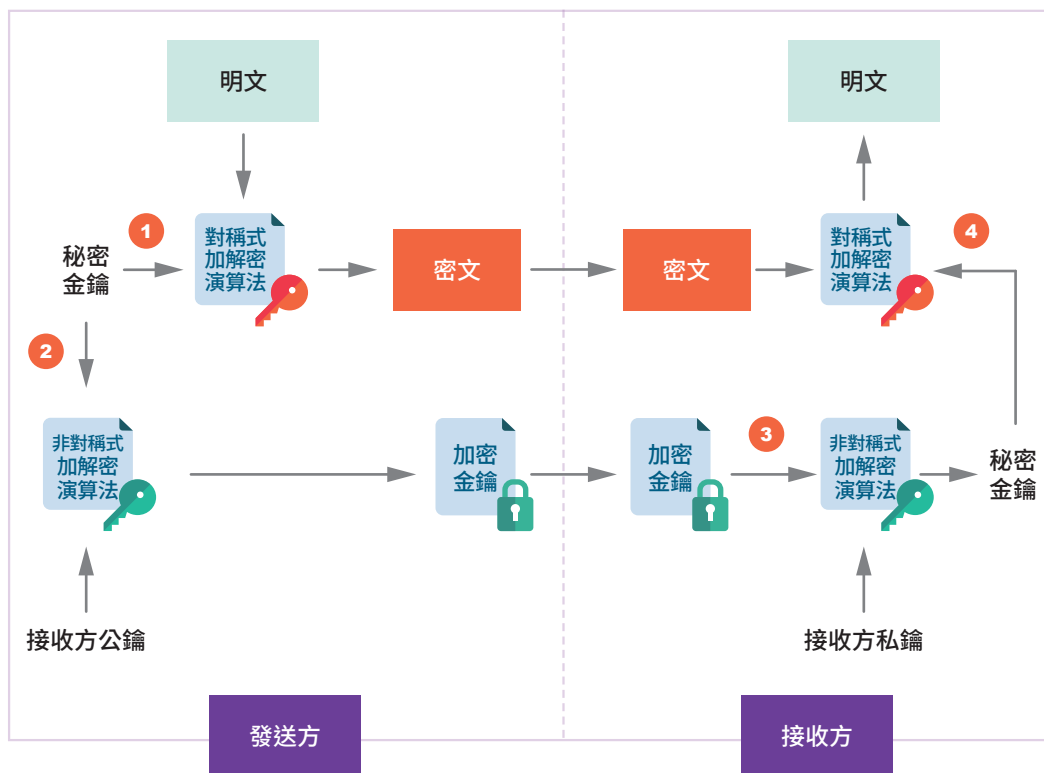 明文
明文
1
秘密
金鑰
對稱式
加解密
演算法
密文
密文
對稱式
加解密
演算法
4
2
非對稱式
加解密
演算法
加密
金鑰
加密
金鑰
3
非對稱式
加解密
演算法
秘密
金鑰
接收方公鑰
接收方私鑰
發送方
接收方